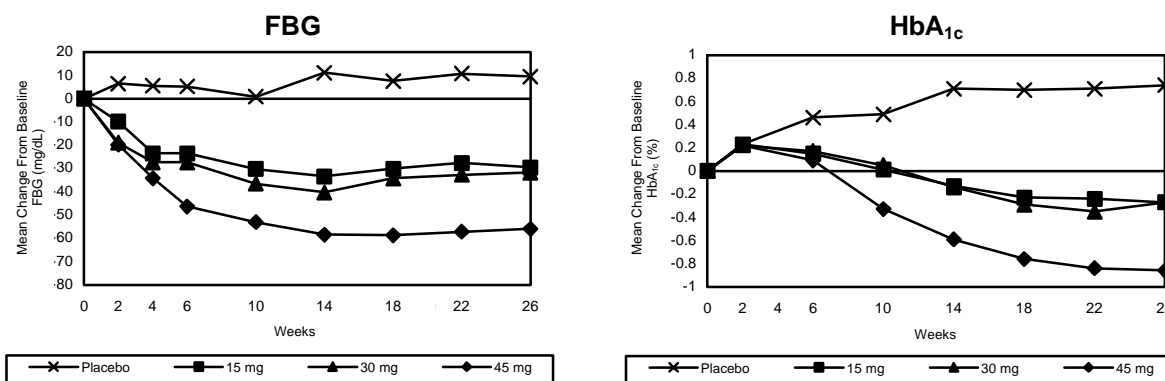 FBG
20
10
0
-10
-20
-30
-40
-50
-60
-70
-80
Mean Change From Baseline
FBG (mg/dL)
0 2 4 6 10 14 18 22 26
Weeks
Placebo 15 mg 30 mg 45 mg
HbA1c
1
0.8
0.6
0.4
0.2
0
-0.2
-0.4
-0.6
-0.8
-1
Mean Change From Baseline
HbA1c (%)
0 2 6 10 14 18 22 2
Weeks
Placebo 15 mg 30 mg 45 mg